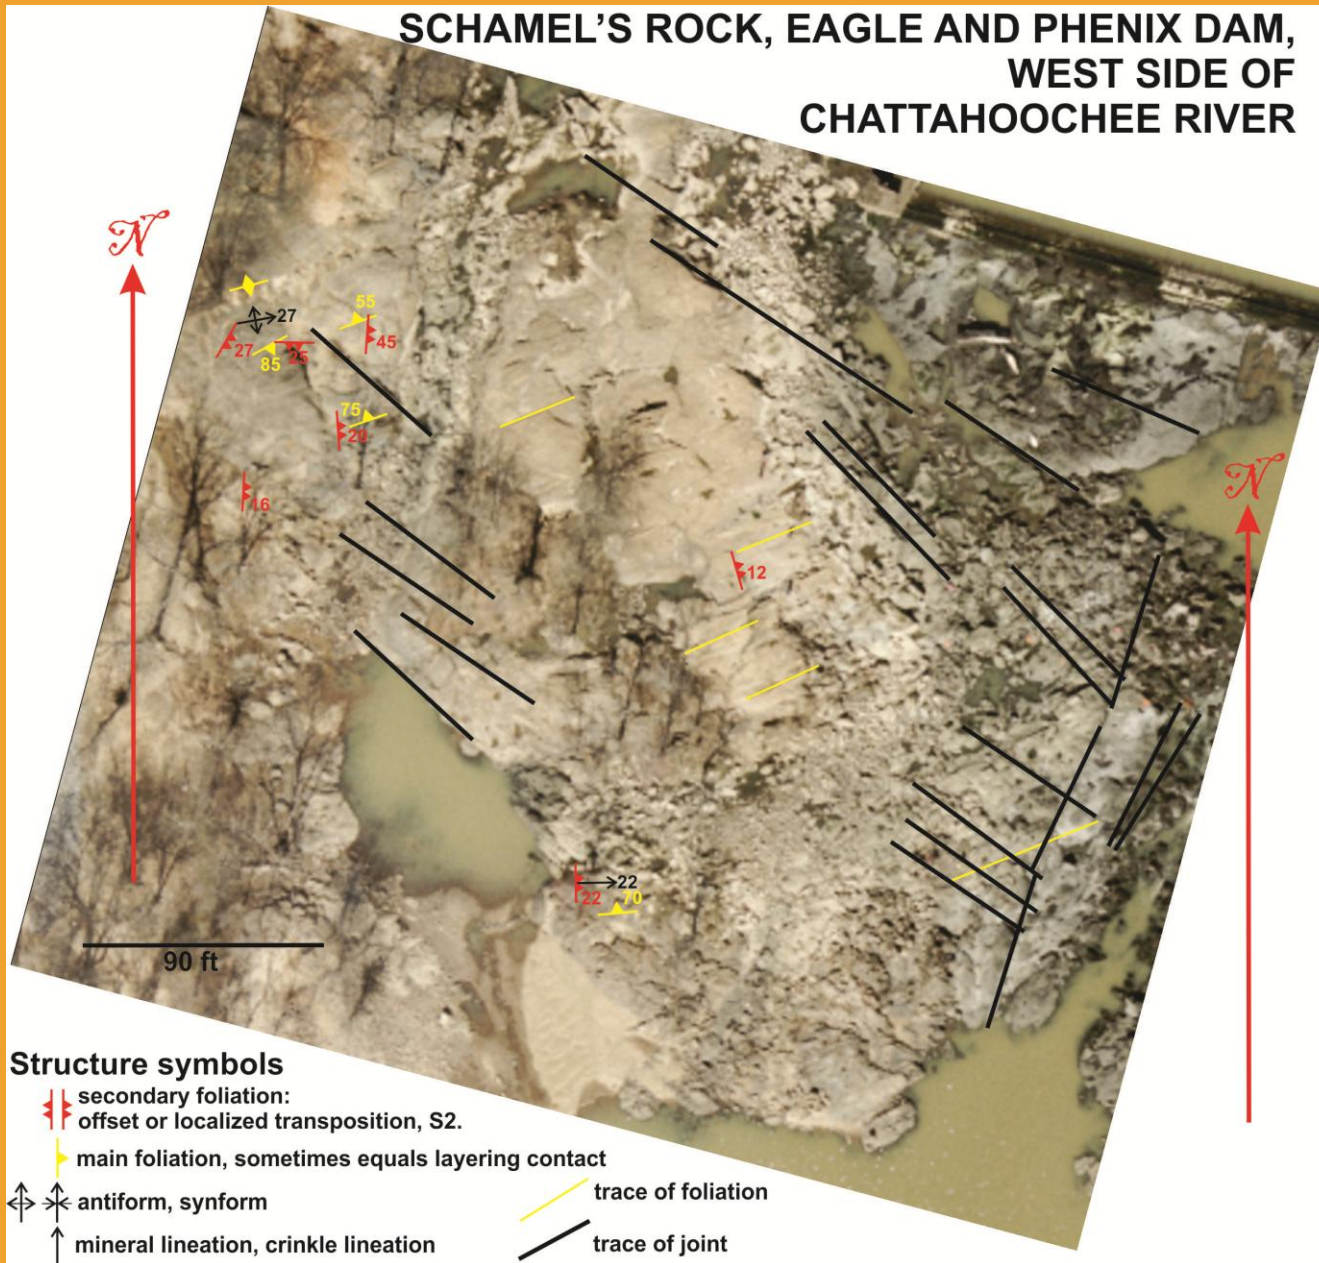 SCHAMEL'S ROCK, EAGLE AND PHENIX DAM,
WEST SIDE OF
CHATTAHOOCHEE RIVER
N
27
55
45
27
85
25
75
20
N
16
12
22
22
70
90 ft
Structure symbols
secondary foliation:
offset or localized transposition, S2.
main foliation, sometimes equals layering contact
antiform, synform
trace of foliation
mineral lineation, crinkle lineation
trace of joint